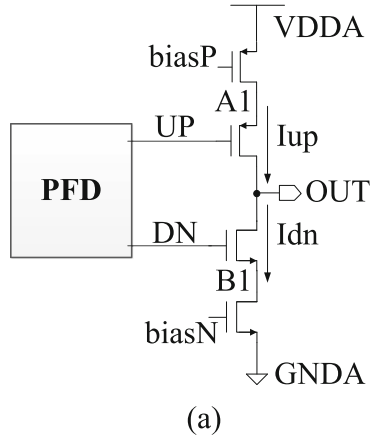 VDDA
biasP
A1
UP
Iup
PFD
OUT
DN
Idn
B1
biasN
GNDA
(a)